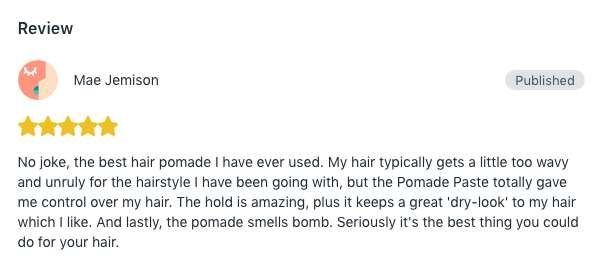 Review
Mae Jemison
Published
No joke, the best hair pomade I have ever used. My hair typically gets a little too wavy
and unruly for the hairstyle I have been going with, but the Pomade Paste totally gave
me control over my hair. The hold is amazing, plus it keeps a great 'dry-look' to my hair
which I like. And lastly, the pomade smells bomb. Seriously it's the best thing you could
do for your hair.